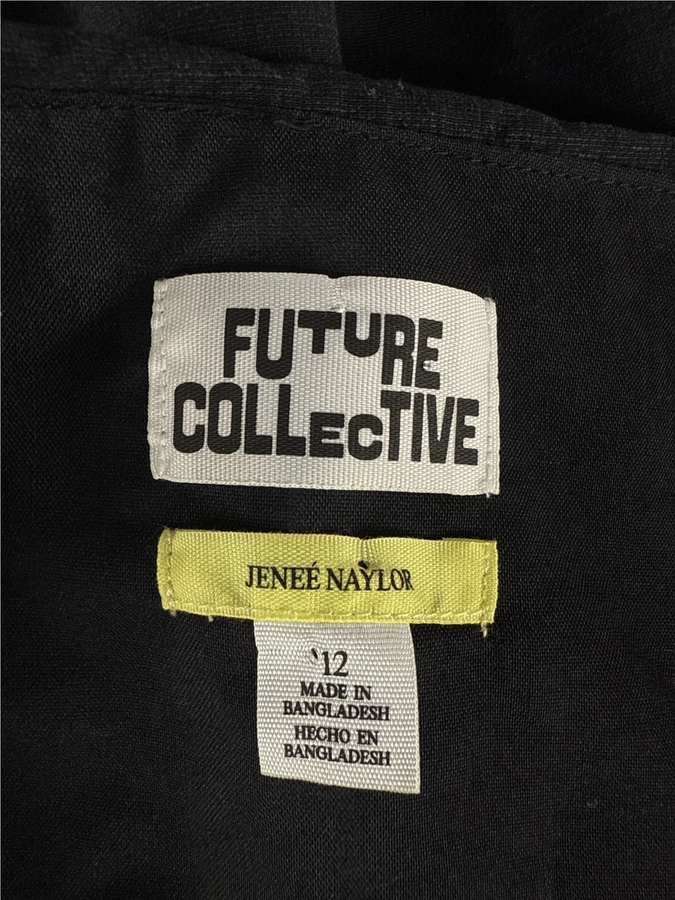 FUTURE
COLLECTIVE
JENEÉ NAYLOR
12
MADE IN
BANGLADESH
HECHO EN
BANGLADESH